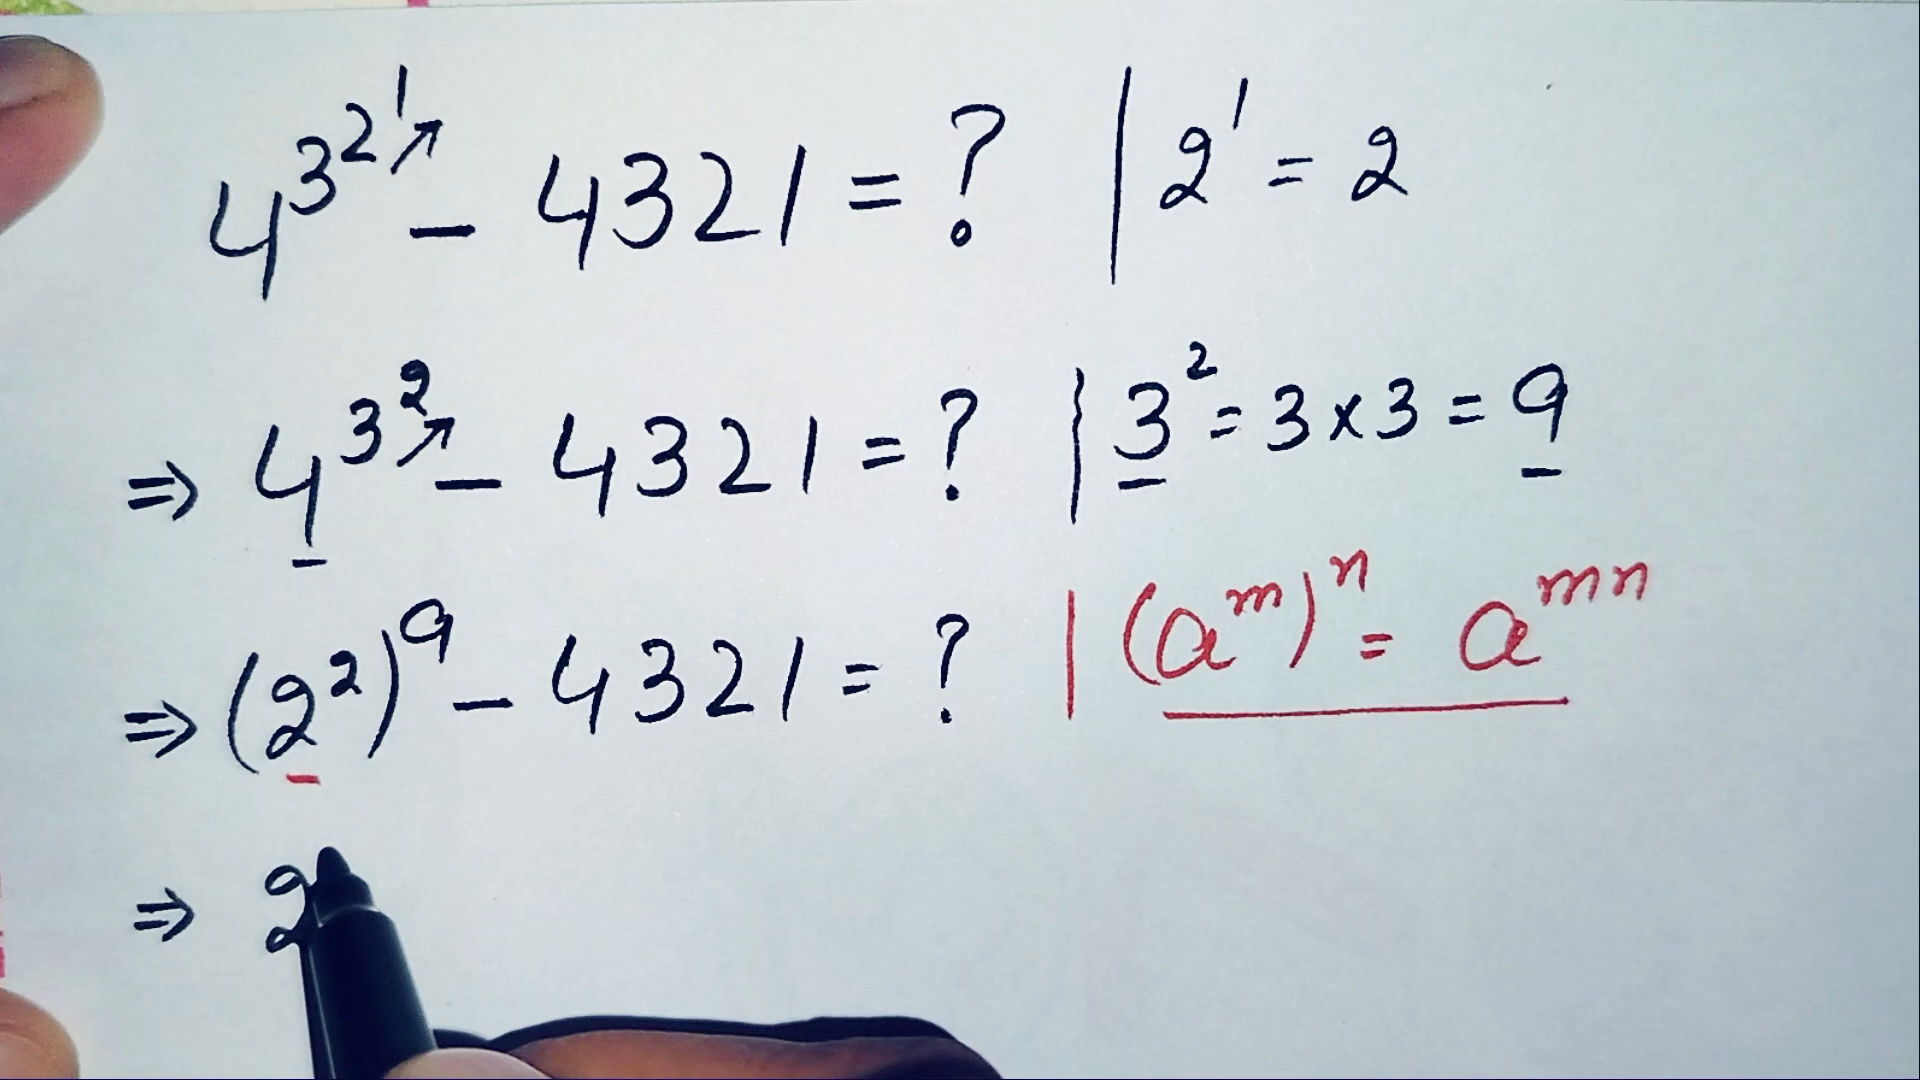 4^{3^{2^{1}}} ↗ - 4321 = ? | 2^{1} = 2
⇒ 4^{3^{2}} ↗ - 4321 = ? | 3^{2} = 3 × 3 = 9
⇒ (2^{2})^{9} - 4321 = ? | (a^{m})^{n} = a^{mn}
⇒ 2